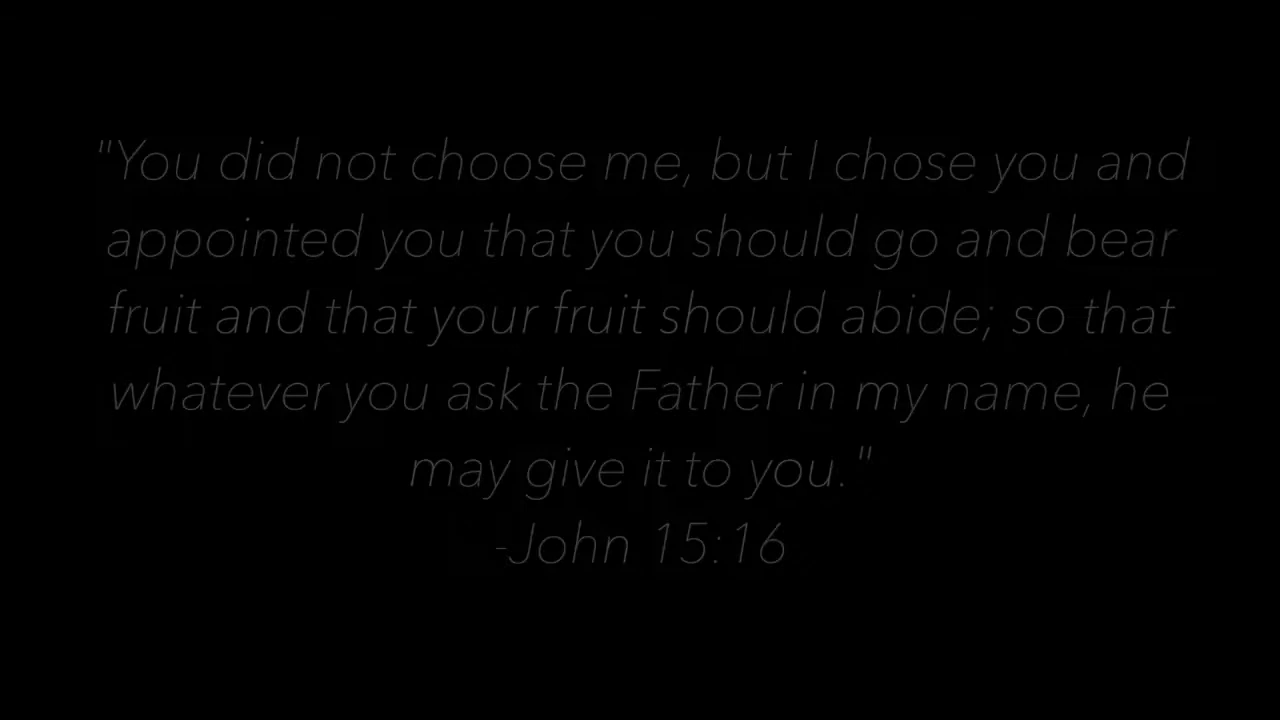 "You did not choose me, but I chose you and
appointed you that you should go and bear
fruit and that your fruit should abide; so that
whatever you ask the Father in my name, he
may give it to you."
-John 15:16